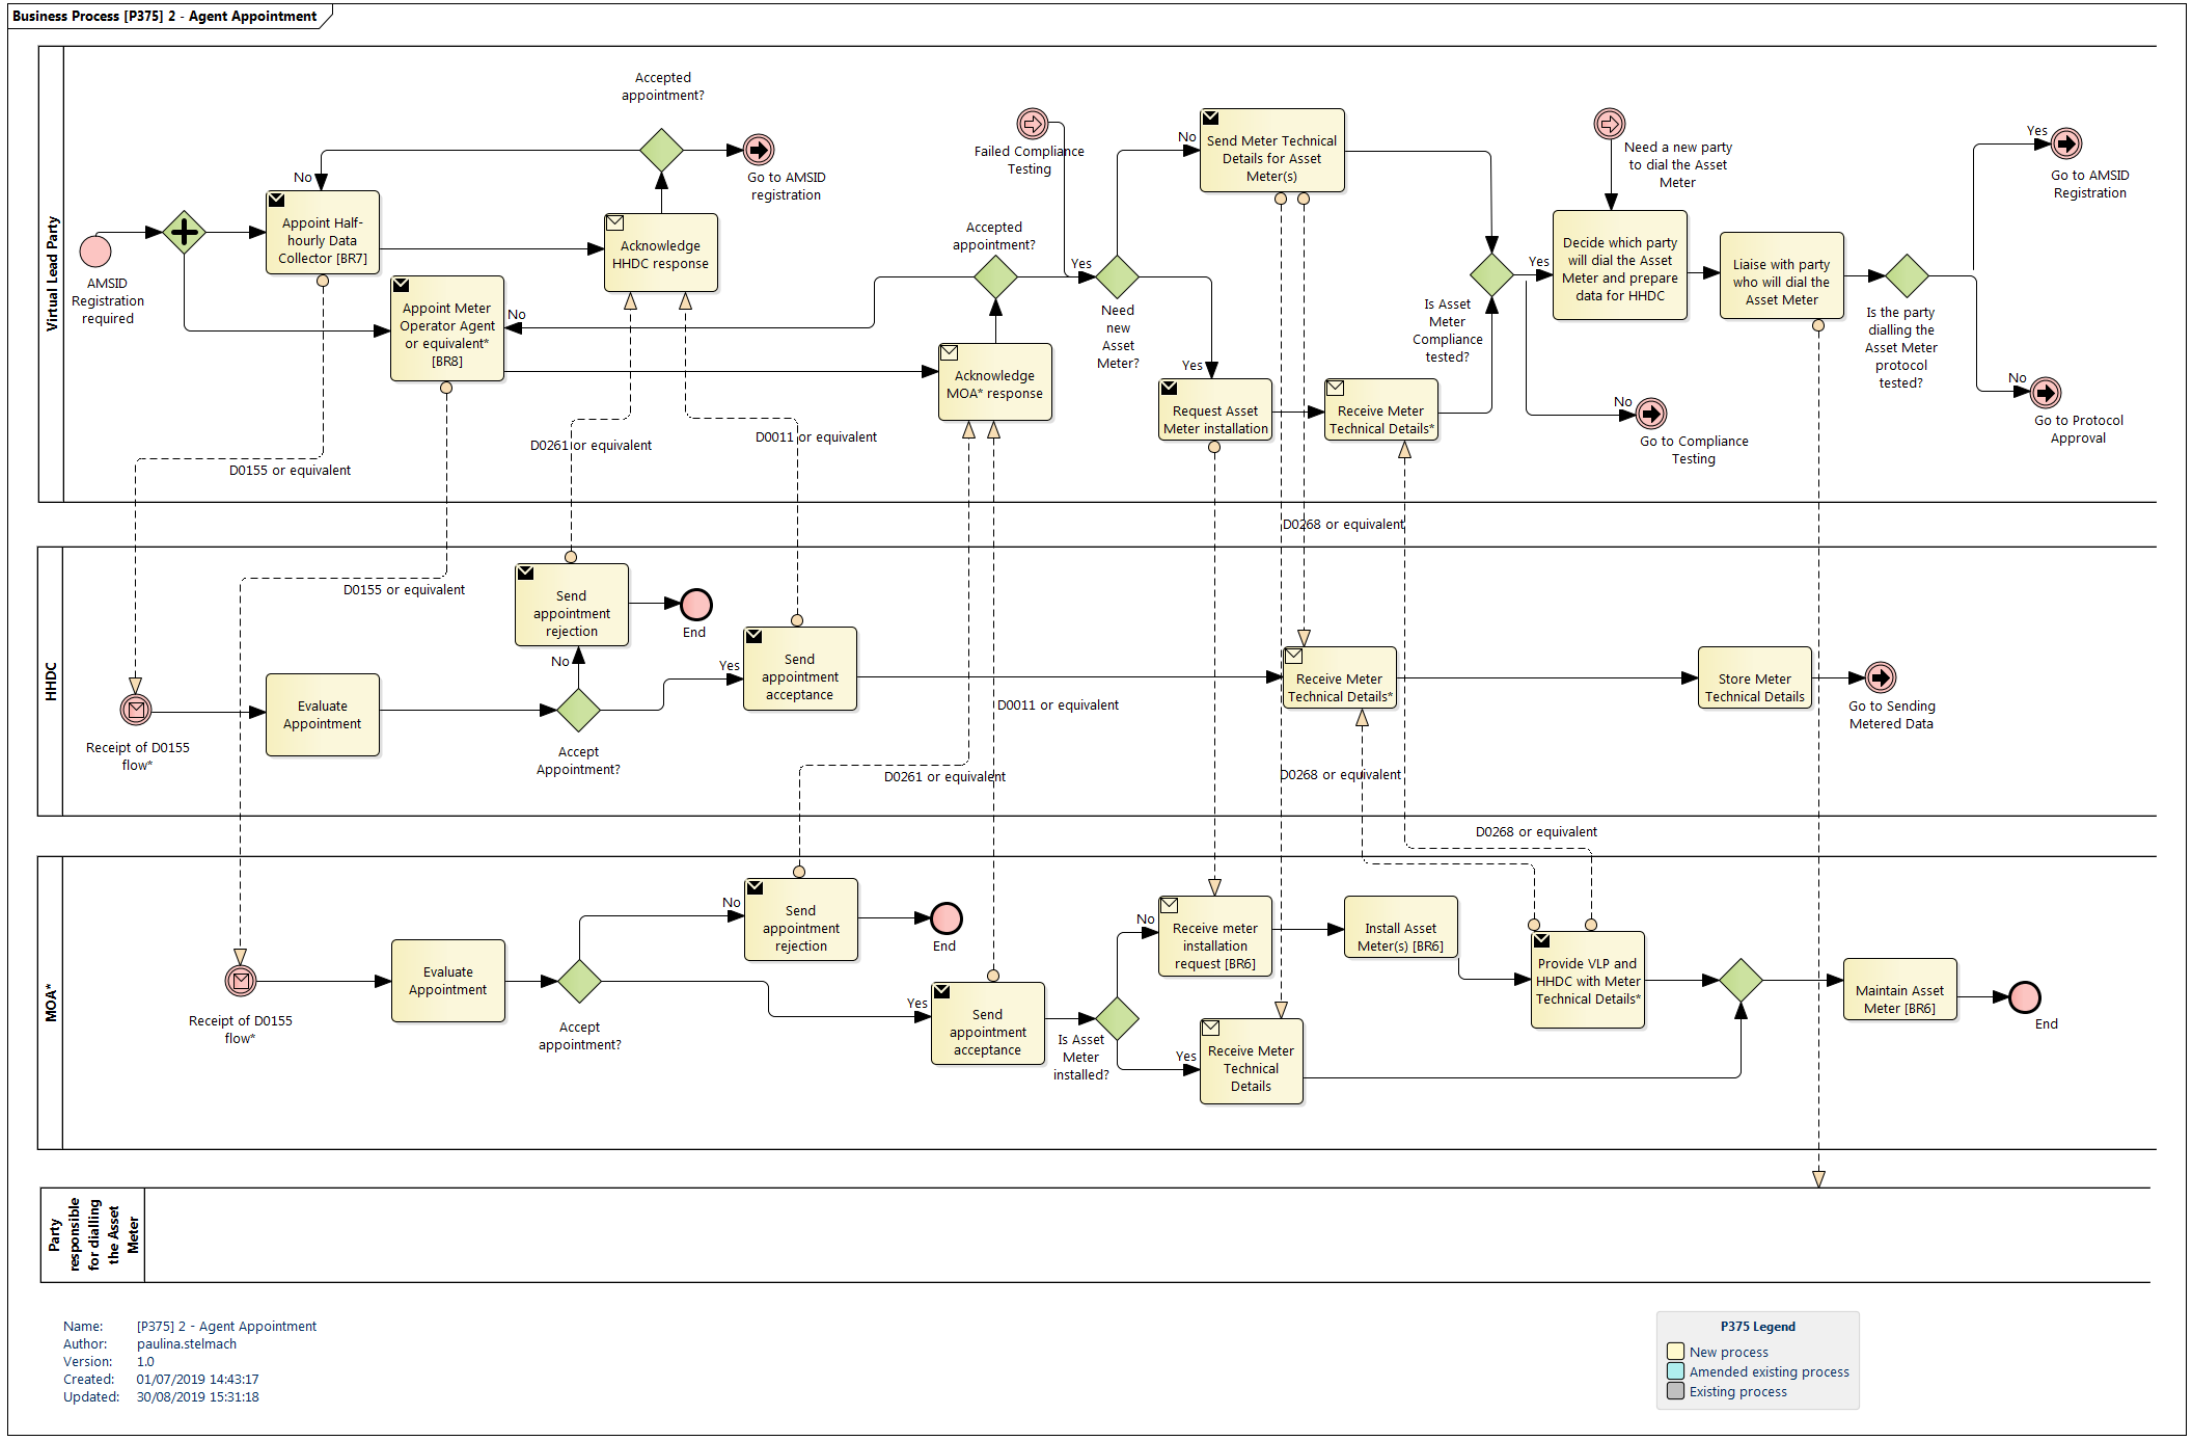 Business Process [P375] 2 - Agent Appointment
Virtual Lead Party
AMSID
Registration
required
No
Appoint Half-
hourly Data
Collector [BR7]
Appoint Meter
Operator Agent
or equivalent*
[BR8]
No
Accepted
appointment?
Acknowledge
HHDC response
Go to AMSID
registration
Accepted
appointment?
Acknowledge
MOA* response
Failed Compliance
Testing
Yes
Need
new
Asset
Meter?
No
Send Meter Technical
Details for Asset
Meter(s)
Yes
Request Asset
Meter installation
Receive Meter
Technical Details*
Is Asset
Meter
Compliance
tested?
Yes
No
Go to Compliance
Testing
Need a new party
to dial the Asset
Meter
Decide which party
will dial the Asset
Meter and prepare
data for HHDC
Liaise with party
who will dial the
Asset Meter
Is the party
dialling the
Asset Meter
protocol
tested?
Yes
Go to AMSID
Registration
No
Go to Protocol
Approval
D0155 or equivalent
D0261 or equivalent
D0011 or equivalent
D0268 or equivalent
HHDC
D0155 or equivalent
Receipt of D0155
flow*
Evaluate
Appointment
Accept
Appointment?
No
Send
appointment
rejection
End
Yes
Send
appointment
acceptance
D0011 or equivalent
D0261 or equivalent
Receive Meter
Technical Details*
D0268 or equivalent
Store Meter
Technical Details
Go to Sending
Metered Data
D0268 or equivalent
MOA*
Receipt of D0155
flow*
Evaluate
Appointment
Accept
appointment?
No
Send
appointment
rejection
End
Yes
Send
appointment
acceptance
Is Asset
Meter
installed?
No
Receive meter
installation
request [BR6]
Yes
Receive Meter
Technical
Details
Install Asset
Meter(s) [BR6]
Provide VLP and
HHDC with Meter
Technical Details*
Maintain Asset
Meter [BR6]
End
Party
responsible
for dialling
the Asset
Meter
Name: [P375] 2 - Agent Appointment
Author: paulina.stelmach
Version: 1.0
Created: 01/07/2019 14:43:17
Updated: 30/08/2019 15:31:18
P375 Legend
New process
Amended existing process
Existing process